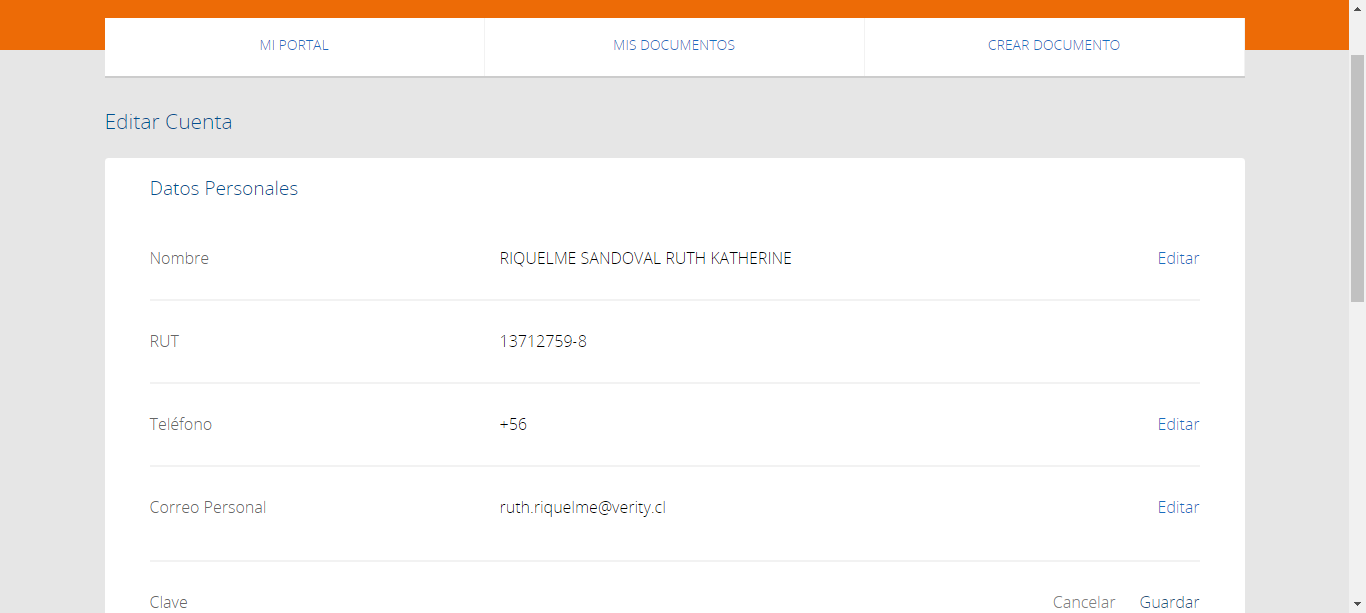 MI PORTAL MIS DOCUMENTOS CREAR DOCUMENTO
Editar Cuenta
Datos Personales
Nombre RIQUELME SANDOVAL RUTH KATHERINE Editar
RUT 13712759-8
Teléfono +56 Editar
Correo Personal ruth.riquelme@verity.cl Editar
Clave Cancelar Guardar